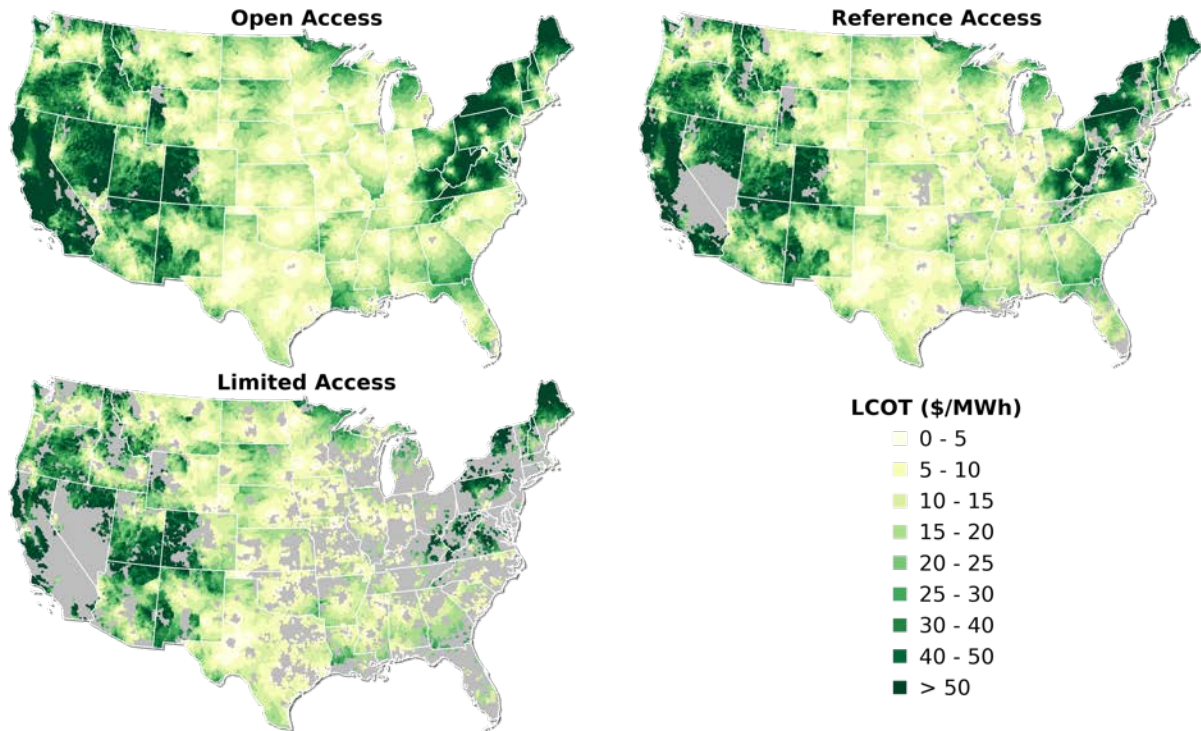 Open Access
Reference Access
Limited Access
LCOT ($/MWh)
0 - 5
5 - 10
10 - 15
15 - 20
20 - 25
25 - 30
30 - 40
40 - 50
> 50